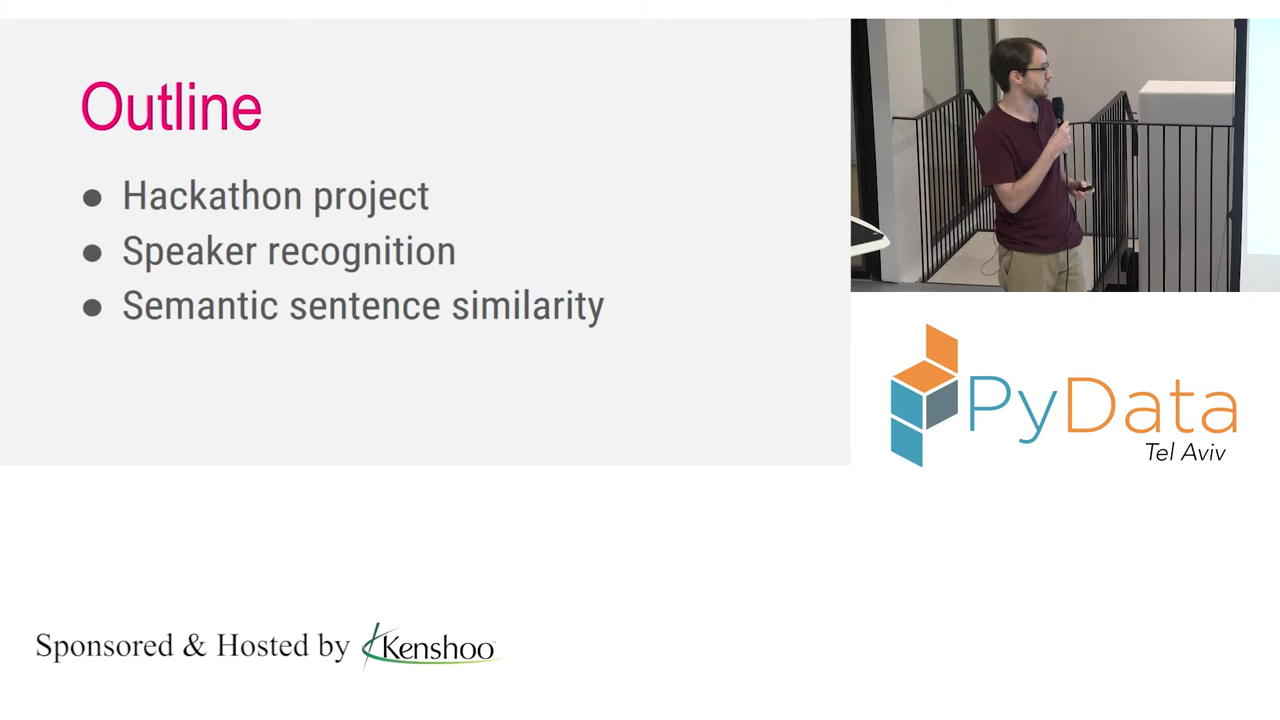 Outline
● Hackathon project
● Speaker recognition
● Semantic sentence similarity
PyData
Tel Aviv
Sponsored & Hosted by Kenshoo